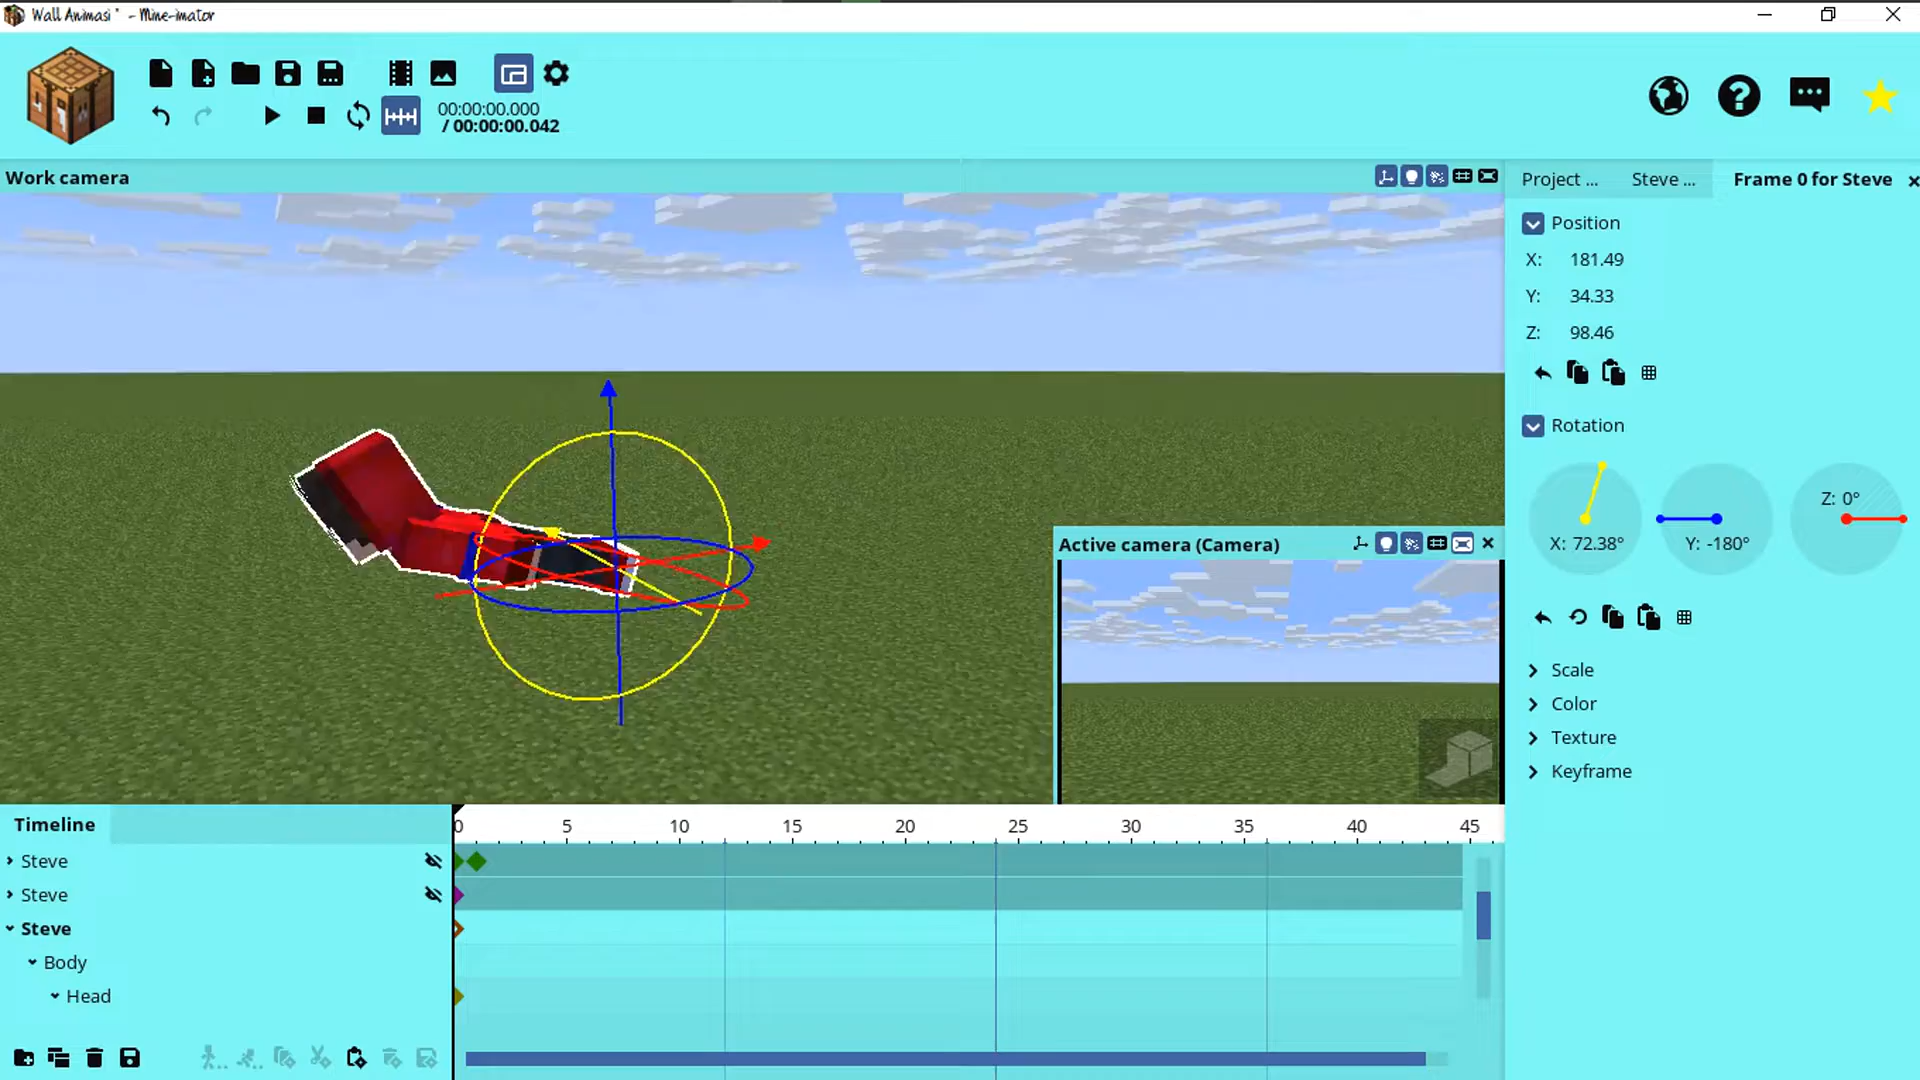 Wall Animasi* - Mine-imator
00:00:00.000
/ 00:00:00.042
Work camera
Project ...
Steve ...
Frame 0 for Steve
Position
X: 181.49
Y: 34.33
Z: 98.46
Rotation
X: 72.38°
Y: -180°
Z: 0°
Scale
Color
Texture
Keyframe
Active camera (Camera)
Timeline
0 5 10 15 20 25 30 35 40 45
Steve
Steve
Steve
Body
Head